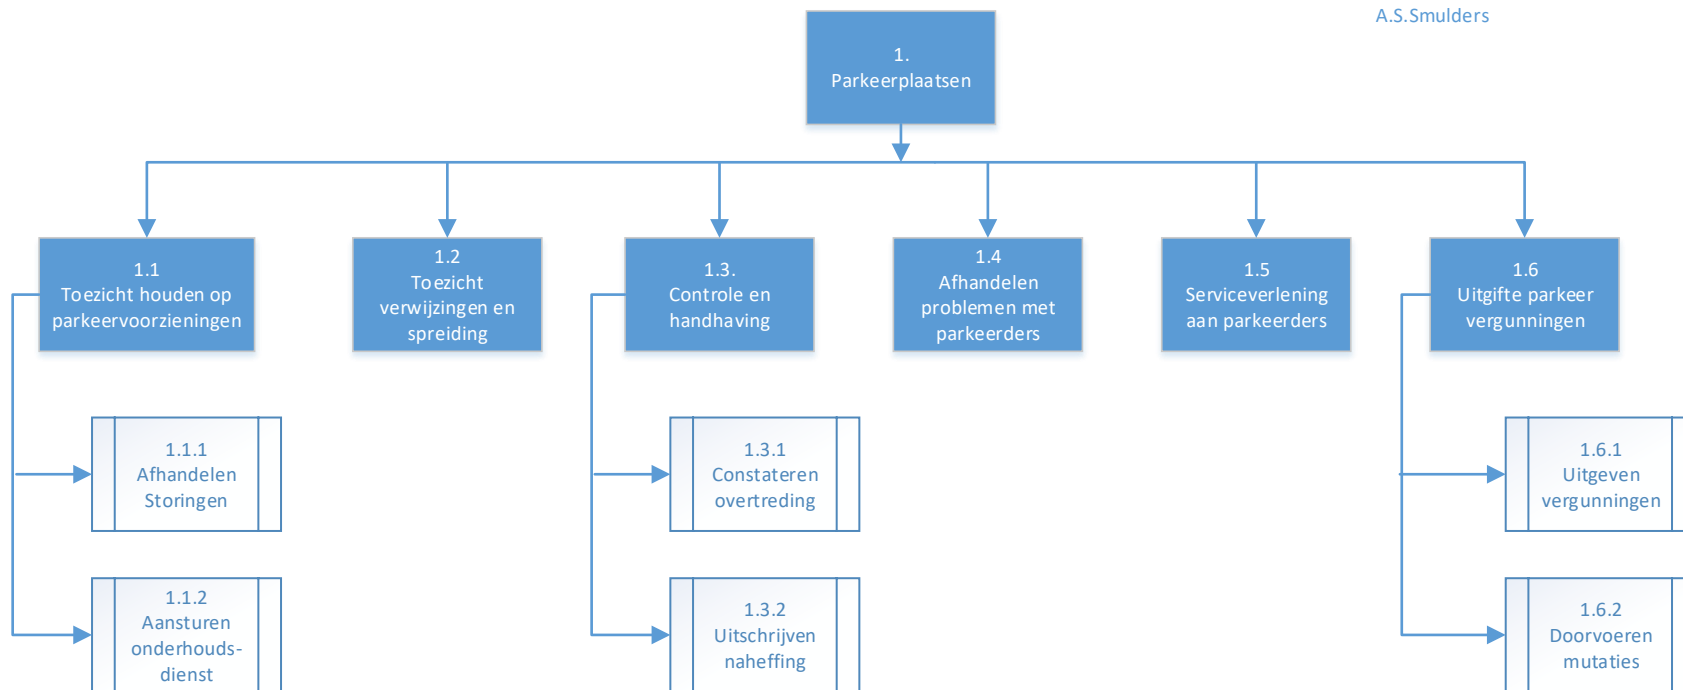 A.S.Smulders
1.
Parkeerplaatsen
1.1
Toezicht houden op
parkeervoorzieningen
1.2
Toezicht
verwijzingen en
spreiding
1.3.
Controle en
handhaving
1.4
Afhandelen
problemen met
parkeerders
1.5
Serviceverlening
aan parkeerders
1.6
Uitgifte parkeer
vergunningen
1.1.1
Afhandelen
Storingen
1.3.1
Constateren
overtreding
1.6.1
Uitgeven
vergunningen
1.1.2
Aansturen
onderhouds-
dienst
1.3.2
Uitschrijven
naheffing
1.6.2
Doorvoeren
mutaties